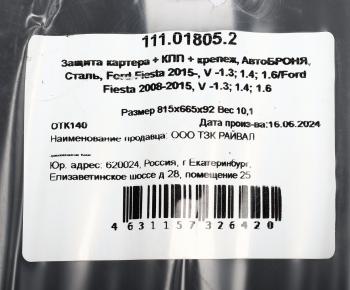 111.01805.2
Защита картера + КПП + крепеж, АвтоБРОНЯ,
Сталь, Ford Fiesta 2015-, V -1.3; 1.4; 1.6/Ford
Fiesta 2008-2015, V -1.3; 1.4; 1.6
Размер 815x665x92 Вес 10,1
ОТК140 Дата произ-ва:16.06.2024
Наименование продавца: ООО ТЗК РАЙВАЛ
Юр. адрес: 620024, Россия, г Екатеринбург,
Елизаветинское шоссе д 28, помещение 25
4631157326420